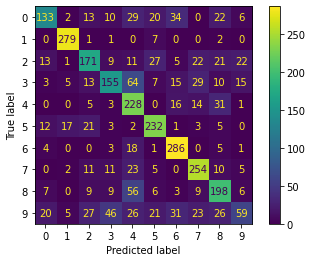 0 133 2 13 10 29 20 34 0 22 6
1 0 279 1 1 0 7 0 0 2 0
2 13 1 171 9 11 27 5 22 21 22
3 3 5 13 155 64 7 15 29 10 15
4 0 0 5 3 228 0 16 14 31 1
5 12 17 21 3 2 232 1 3 5 0
6 4 0 0 3 18 1 286 0 5 1
7 0 2 11 11 23 5 0 254 10 5
8 7 0 9 9 56 6 3 9 198 6
9 20 5 27 46 26 21 31 23 26 59
0 1 2 3 4 5 6 7 8 9
Predicted label
True label
250
200
150
100
50
0